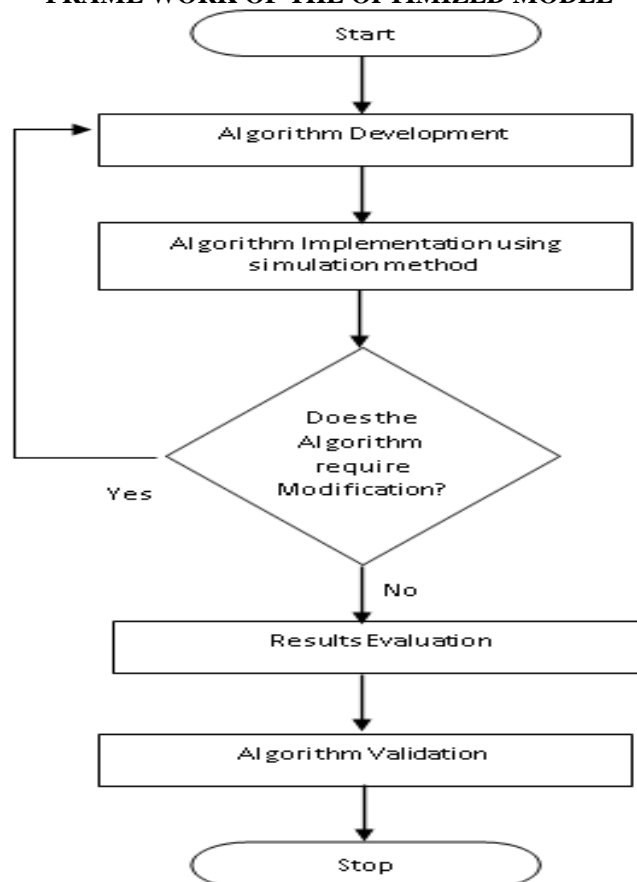 FRAME WORK OF THE OPTIMIZED MODEL
Start
Algorithm Development
Algorithm Implementation using
simulation method
Does the
Algorithm
require
Modification?
Yes
No
Results Evaluation
Algorithm Validation
Stop